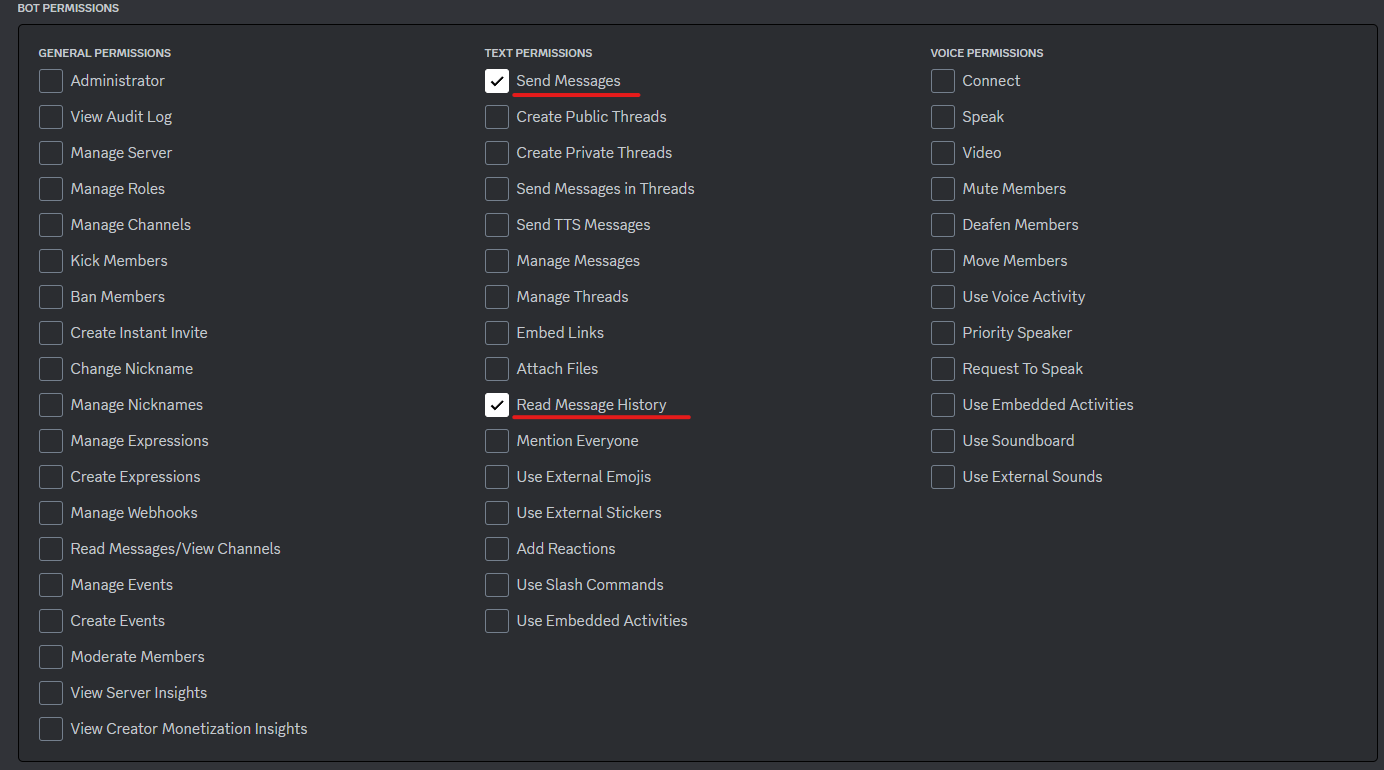 BOT PERMISSIONS
GENERAL PERMISSIONS
Administrator
View Audit Log
Manage Server
Manage Roles
Manage Channels
Kick Members
Ban Members
Create Instant Invite
Change Nickname
Manage Nicknames
Manage Expressions
Create Expressions
Manage Webhooks
Read Messages/View Channels
Manage Events
Create Events
Moderate Members
View Server Insights
View Creator Monetization Insights
TEXT PERMISSIONS
Send Messages
Create Public Threads
Create Private Threads
Send Messages in Threads
Send TTS Messages
Manage Messages
Manage Threads
Embed Links
Attach Files
Read Message History
Mention Everyone
Use External Emojis
Use External Stickers
Add Reactions
Use Slash Commands
Use Embedded Activities
VOICE PERMISSIONS
Connect
Speak
Video
Mute Members
Deafen Members
Move Members
Use Voice Activity
Priority Speaker
Request To Speak
Use Embedded Activities
Use Soundboard
Use External Sounds